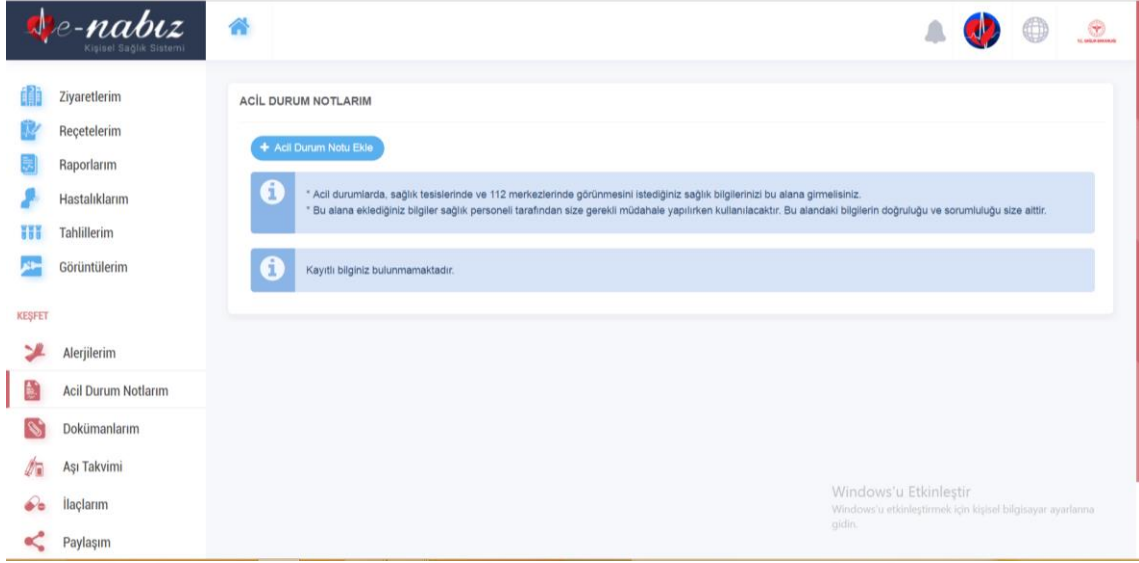 e-nabız
Kişisel Sağlık Sistemi
Ziyaretlerim
Reçetelerim
Raporlarım
Hastalıklarım
Tahlillerim
Görüntülerim
KEŞFET
Alerjilerim
Acil Durum Notlarım
Dokümanlarım
Aşı Takvimi
İlaçlarım
Paylaşım
ACİL DURUM NOTLARIM
+ Acil Durum Notu Ekle
* Acil durumlarda, sağlık tesislerinde ve 112 merkezlerinde görünmesini istediğiniz sağlık bilgilerinizi bu alana girmelisiniz.
* Bu alana eklediğiniz bilgiler sağlık personeli tarafından size gerekli müdahale yapılırken kullanılacaktır. Bu alandaki bilgilerin doğruluğu ve sorumluluğu size aittir.
Kayıtlı bilginiz bulunmamaktadır.
Windows'u Etkinleştir
Windows'u etkinleştirmek için kişisel bilgisayar ayarlarına
gidin.